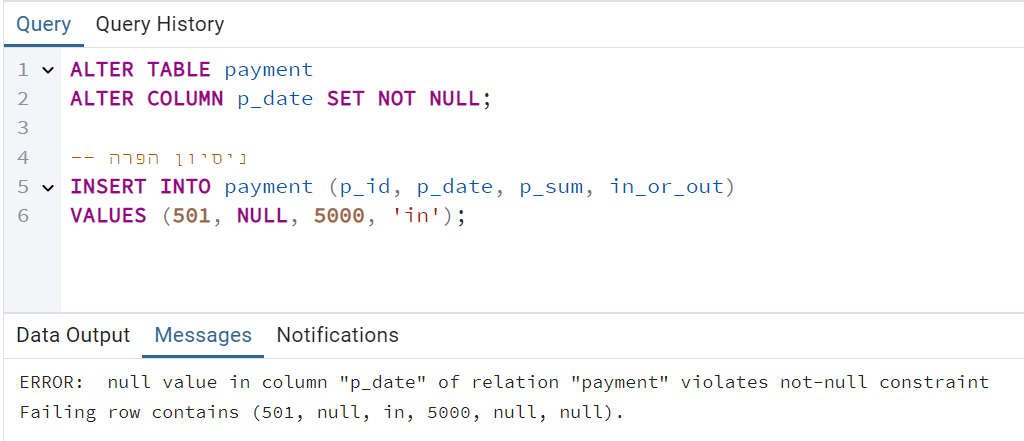 Query Query History
1 ALTER TABLE payment
2 ALTER COLUMN p_date SET NOT NULL;
3
4 -- ניסיון הפרה
5 INSERT INTO payment (p_id, p_date, p_sum, in_or_out)
6 VALUES (501, NULL, 5000, 'in');
Data Output Messages Notifications
ERROR:  null value in column "p_date" of relation "payment" violates not-null constraint
Failing row contains (501, null, in, 5000, null, null).